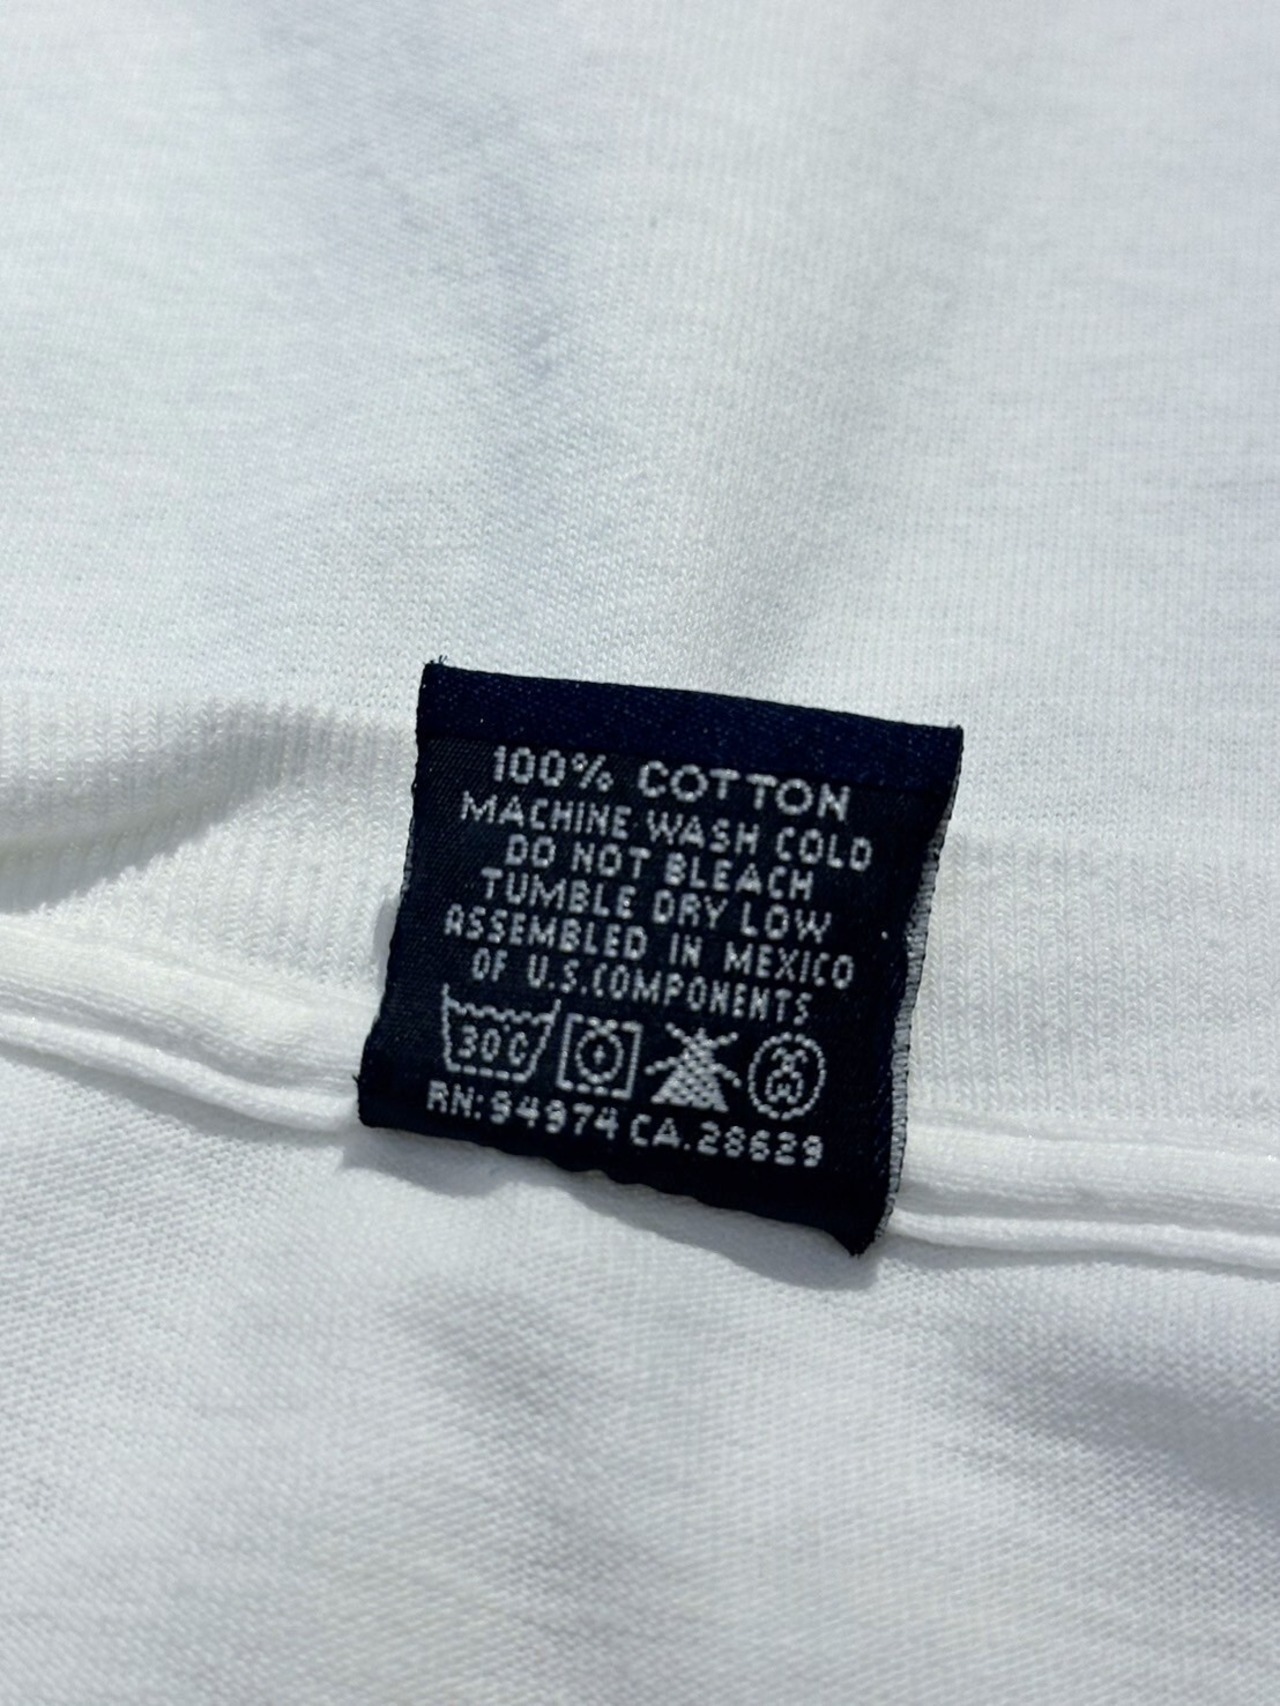 100% COTTON
MACHINE WASH COLD
DO NOT BLEACH
TUMBLE DRY LOW
ASSEMBLED IN MEXICO
OF U.S.COMPONENTS
30C
RN:94974 CA.28629